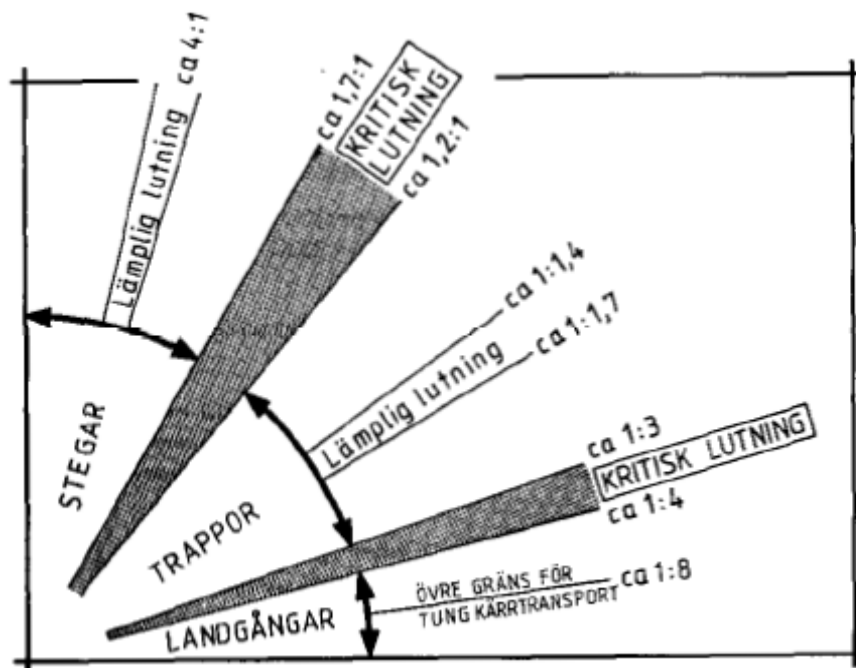 Lämplig lutning ca 4:1
ca 1,7:1
KRITISK
LUTNING
ca 1,2:1
ca 1:1,4
Lämplig lutning
ca 1:1,7
ca 1:3
KRITISK LUTNING
ca 1:4
STEGAR
TRAPPOR
LANDGÅNGAR
ÖVRE GRÄNS FÖR
TUNG KÄRRTRANSPORT
ca 1:8